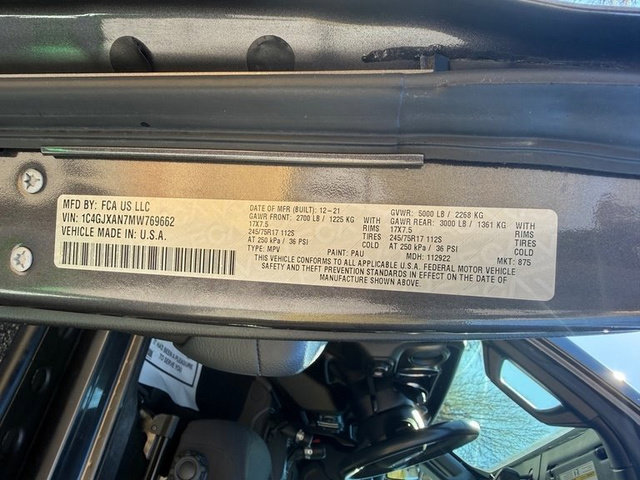 MFD BY: FCA US LLC
VIN: 1C4GJXAN7MW769662
VEHICLE MADE IN: U.S.A.
DATE OF MFR (BUILT): 12-21
GAWR FRONT: 2700 LB / 1225 KG WITH
17X7.5 RIMS
245/75R17 112S TIRES
AT 250 kPa / 36 PSI COLD
TYPE: MPV PAINT: PAU
GVWR: 5000 LB / 2268 KG
GAWR REAR: 3000 LB / 1361 KG WITH
17X7.5 RIMS
245/75R17 112S TIRES
AT 250 kPa / 36 PSI COLD
MDH: 112922 MKT: 875
THIS VEHICLE CONFORMS TO ALL APPLICABLE U.S.A. FEDERAL MOTOR VEHICLE
SAFETY AND THEFT PREVENTION STANDARDS IN EFFECT ON THE DATE OF
MANUFACTURE SHOWN ABOVE.
A PLEASURE
TO SERVE YOU